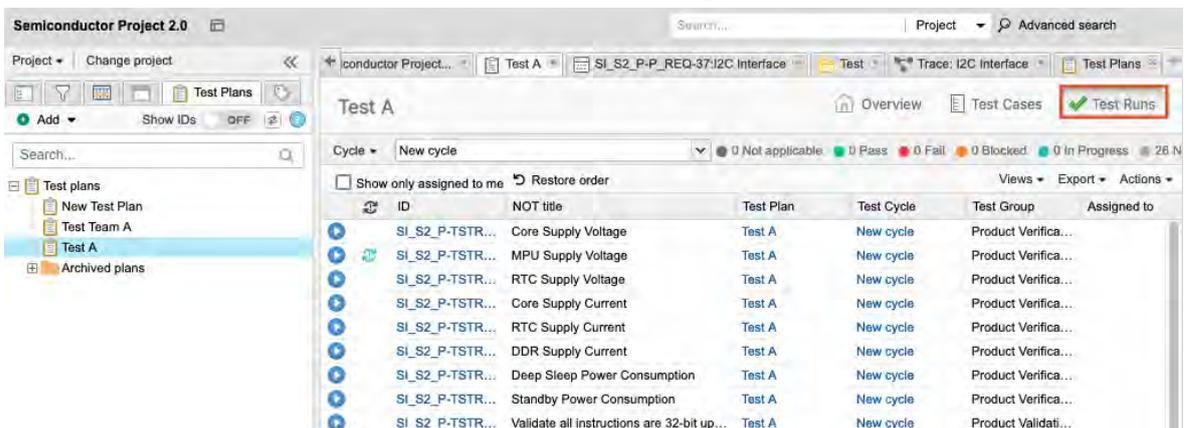 Semiconductor Project 2.0
Search... Project Advanced search
Project Change project
conductor Project... Test A SI_S2_P-P_REQ-37:I2C Interface Test Trace: I2C Interface Test Plans
Test Plans
Add Show IDs OFF
Search...
Test plans
New Test Plan
Test Team A
Test A
Archived plans
Test A Overview Test Cases Test Runs
Cycle New cycle 0 Not applicable 0 Pass 0 Fail 0 Blocked 0 In Progress 26 N
Show only assigned to me Restore order Views Export Actions
ID NOT title Test Plan Test Cycle Test Group Assigned to
SI_S2_P-TSTR... Core Supply Voltage Test A New cycle Product Verifica...
SI_S2_P-TSTR... MPU Supply Voltage Test A New cycle Product Verifica...
SI_S2_P-TSTR... RTC Supply Voltage Test A New cycle Product Verifica...
SI_S2_P-TSTR... Core Supply Current Test A New cycle Product Verifica...
SI_S2_P-TSTR... RTC Supply Current Test A New cycle Product Verifica...
SI_S2_P-TSTR... DDR Supply Current Test A New cycle Product Verifica...
SI_S2_P-TSTR... Deep Sleep Power Consumption Test A New cycle Product Verifica...
SI_S2_P-TSTR... Standby Power Consumption Test A New cycle Product Verifica...
SI_S2_P-TSTR... Validate all instructions are 32-bit up... Test A New cycle Product Validati...